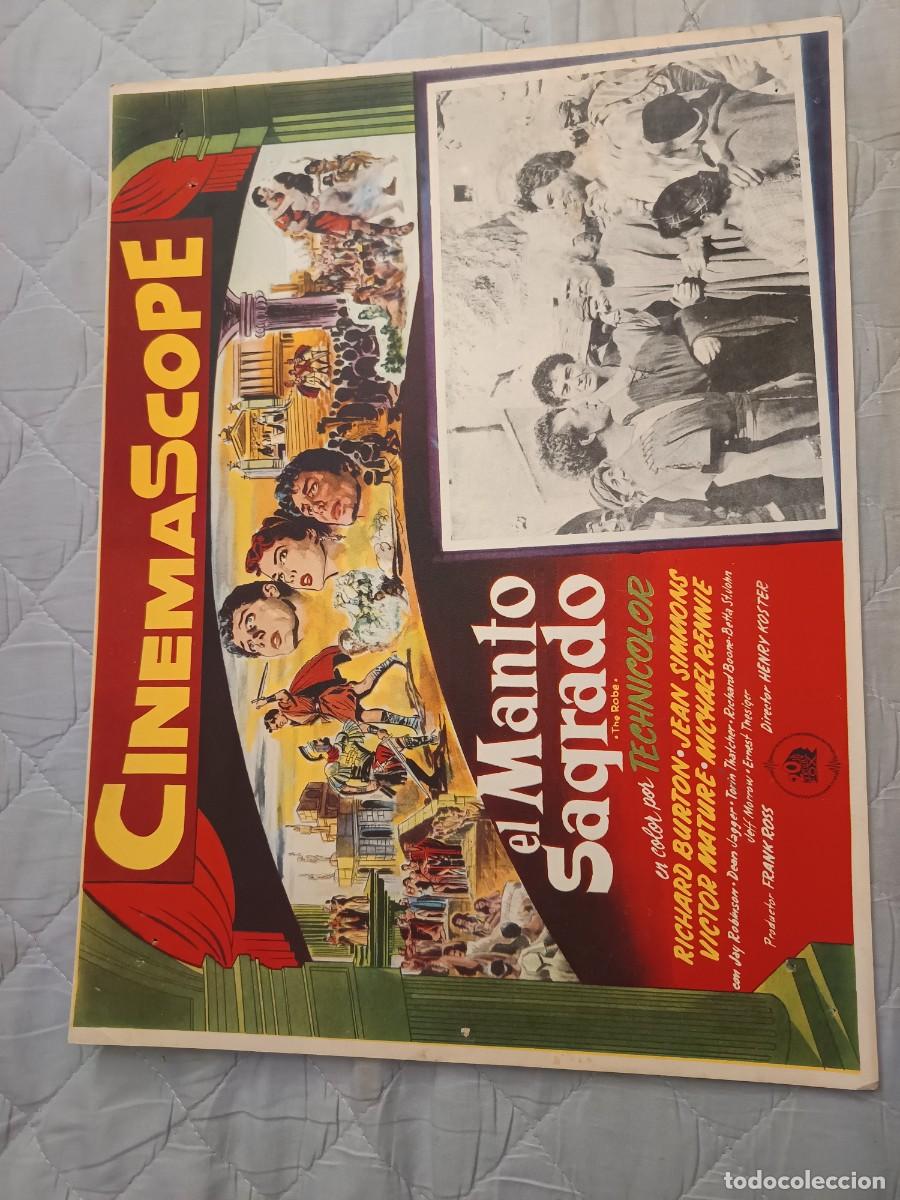 CINEMASCOPE
el Manto
Sagrado
"The Robe"
en color por TECHNICOLOR
RICHARD BURTON · JEAN SIMMONS
VICTOR MATURE · MICHAEL RENNIE
con Jay Robinson · Dean Jagger · Torin Thatcher · Richard Boone · Betta St. John
Jeff Morrow · Ernest Thesiger
Productor FRANK ROSS Director HENRY KOSTER
20
todocoleccion